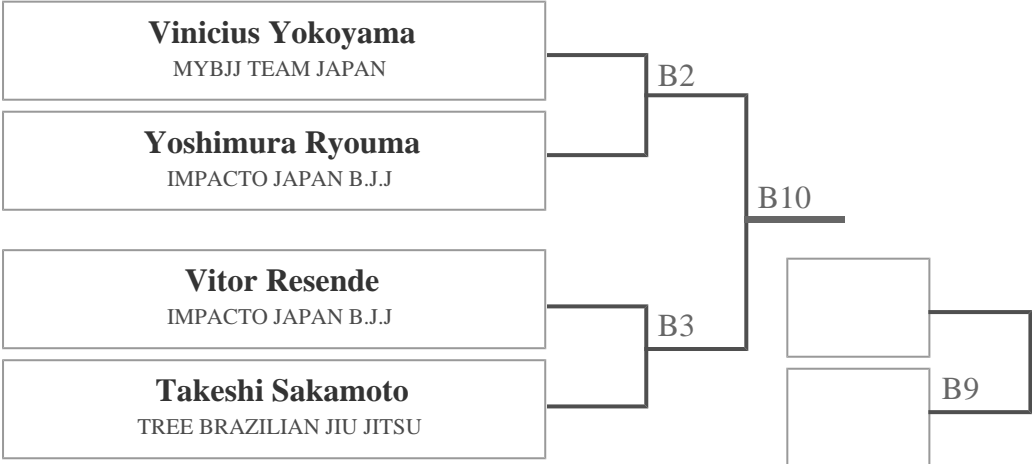 Vinicius Yokoyama
MYBJJ TEAM JAPAN
B2
Yoshimura Ryouma
IMPACTO JAPAN B.J.J
B10
Vitor Resende
IMPACTO JAPAN B.J.J
B3
Takeshi Sakamoto
TREE BRAZILIAN JIU JITSU
B9